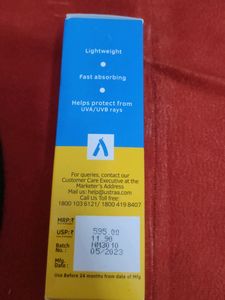 Lightweight
Fast absorbing
Helps protect from
UVA/UVB rays
For queries, contact our
Customer Care Executive at the
Marketer's Address
Mail us: help@ustraa.com
Call Us Toll free:
1800 103 6121/ 1800 419 8407
MRP: ₹ 595.00
USP: ₹ 11.90
Batch No. HM3010
Mfg. Date: 05/2023
Use Before 24 months from date of Mfg